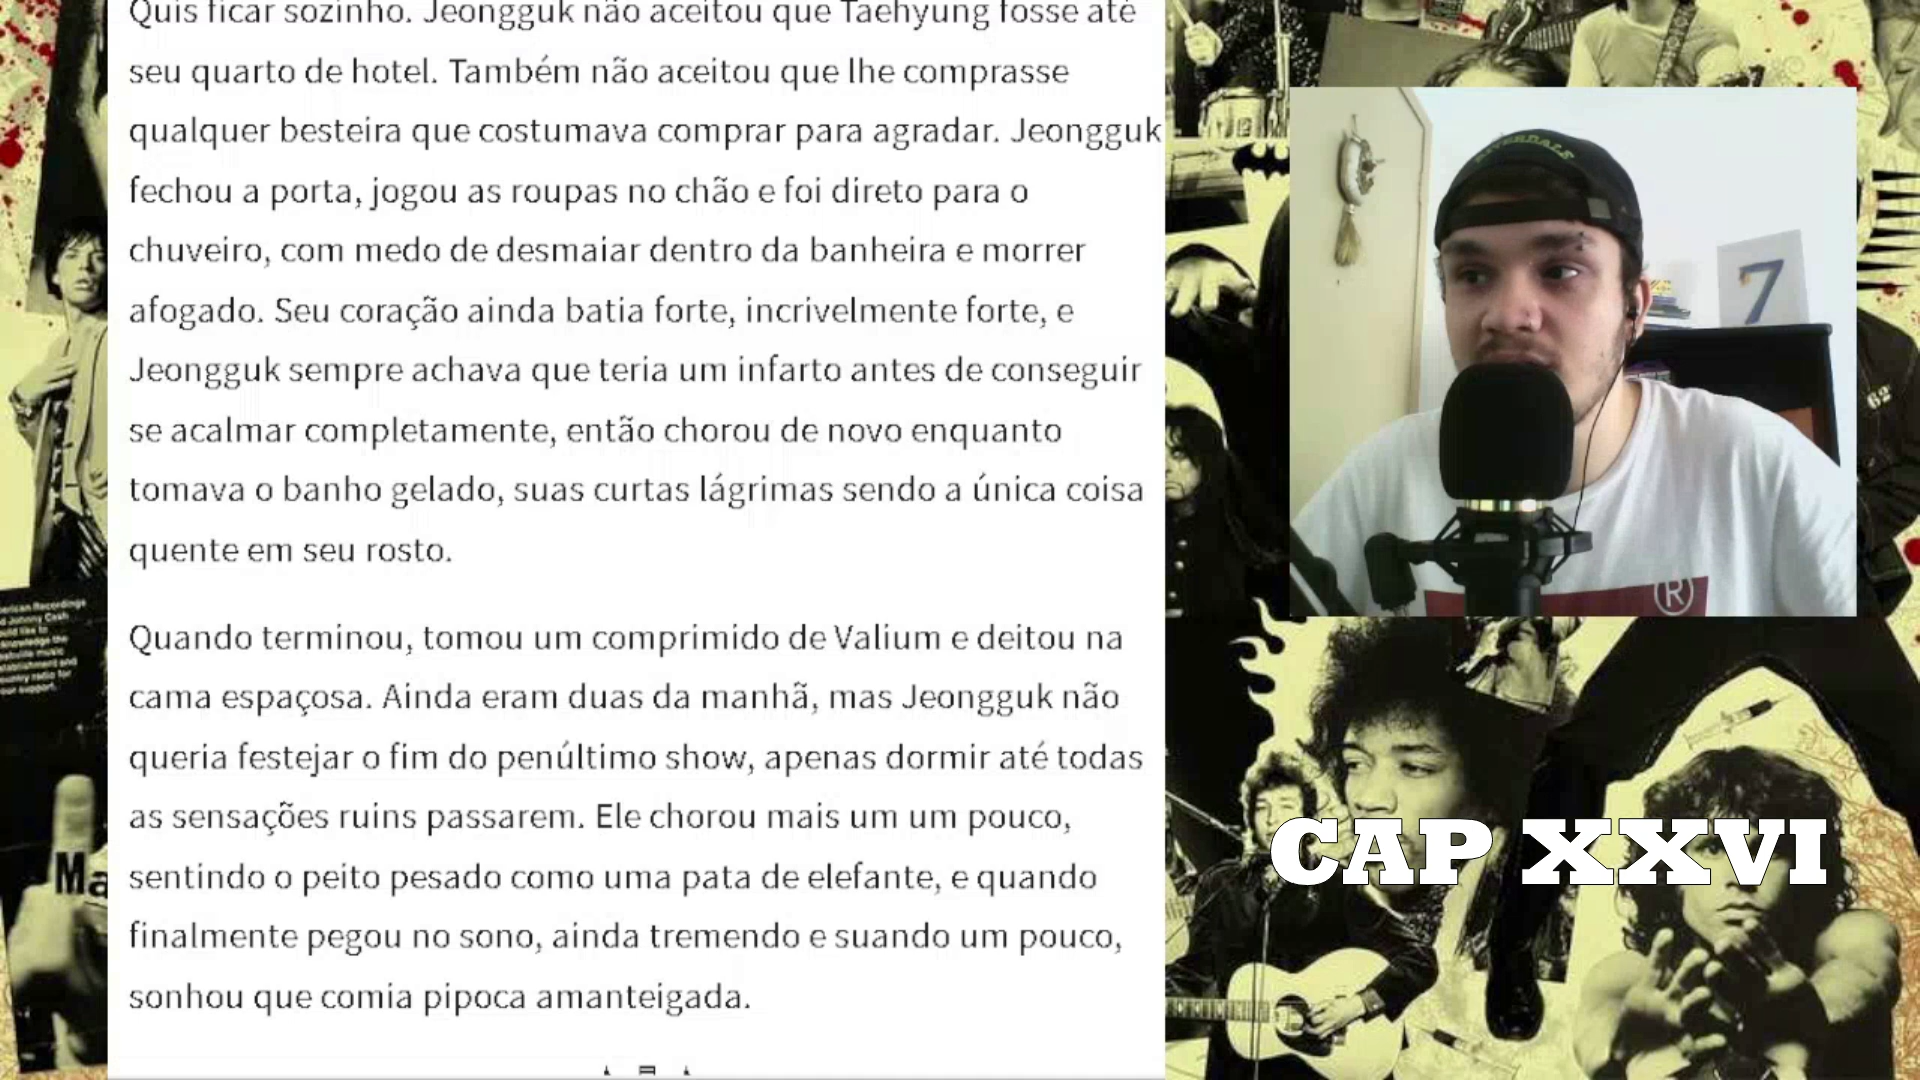 Quis ficar sozinho. Jeongguk não aceitou que Taehyung fosse até
seu quarto de hotel. Também não aceitou que lhe comprasse
qualquer besteira que costumava comprar para agradar. Jeongguk
fechou a porta, jogou as roupas no chão e foi direto para o
chuveiro, com medo de desmaiar dentro da banheira e morrer
afogado. Seu coração ainda batia forte, incrivelmente forte, e
Jeongguk sempre achava que teria um infarto antes de conseguir
se acalmar completamente, então chorou de novo enquanto
tomava o banho gelado, suas curtas lágrimas sendo a única coisa
quente em seu rosto.
Quando terminou, tomou um comprimido de Valium e deitou na
cama espaçosa. Ainda eram duas da manhã, mas Jeongguk não
queria festejar o fim do penúltimo show, apenas dormir até todas
as sensações ruins passarem. Ele chorou mais um um pouco,
sentindo o peito pesado como uma pata de elefante, e quando
finalmente pegou no sono, ainda tremendo e suando um pouco,
sonhou que comia pipoca amanteigada.
RIVERDALE
7
®
CAP XXVI
Ma
62